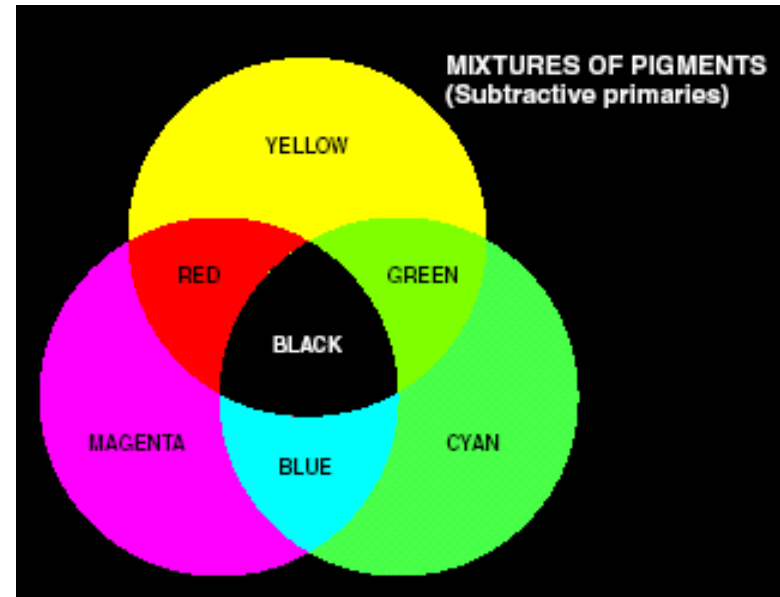 MIXTURES OF PIGMENTS
(Subtractive primaries)
YELLOW
RED
GREEN
BLACK
MAGENTA
CYAN
BLUE